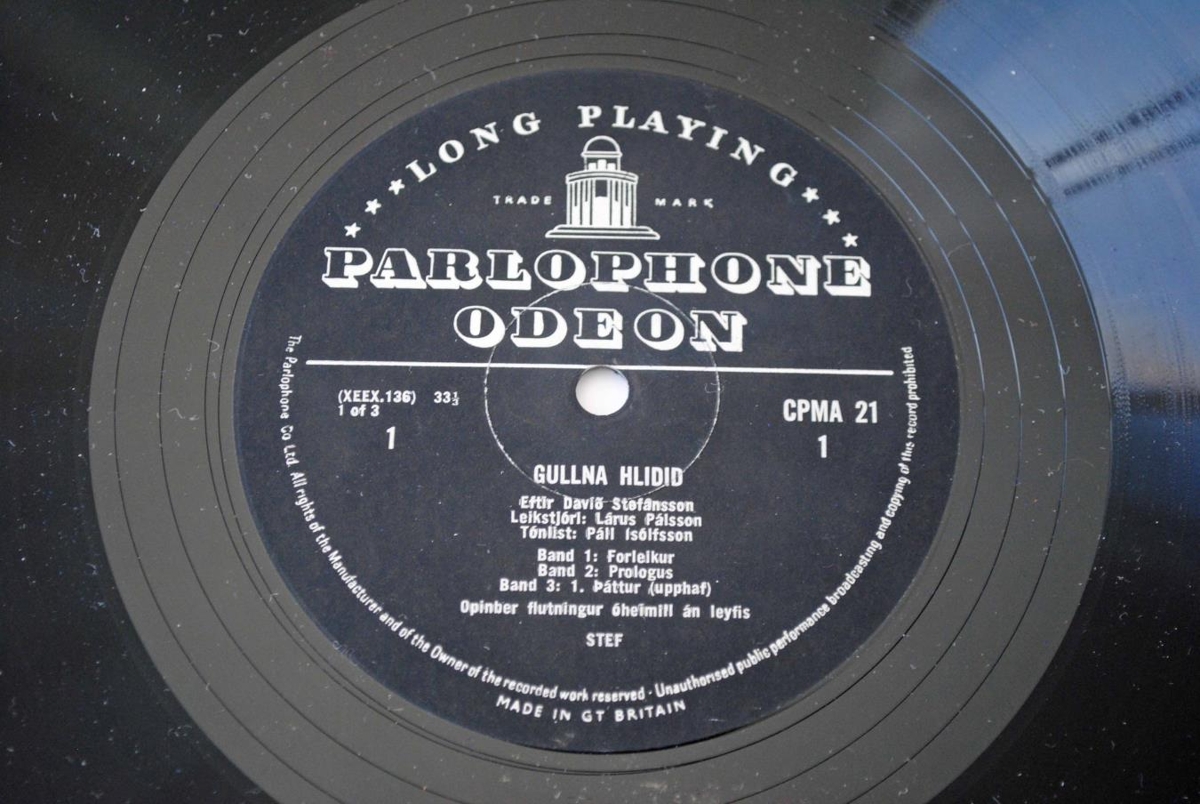 LONG PLAYING
TRADE MARK
PARLOPHONE
ODEON
(XEEX.136) 33⅓
1 of 3
1
CPMA 21
1
GULLNA HLIDID
Eftir Davið Stefánsson
Leikstjóri: Lárus Pálsson
Tónlist: Páll Isólfsson
Band 1: Forleikur
Band 2: Prologus
Band 3: 1. Þáttur (upphaf)
Opinber flutningur óheimill án leyfis
STEF
The Parlophone Co Ltd. All rights of the Manufacturer and of the Owner of the recorded work reserved · Unauthorised public performance broadcasting and copying of this record prohibited
MADE IN GT BRITAIN